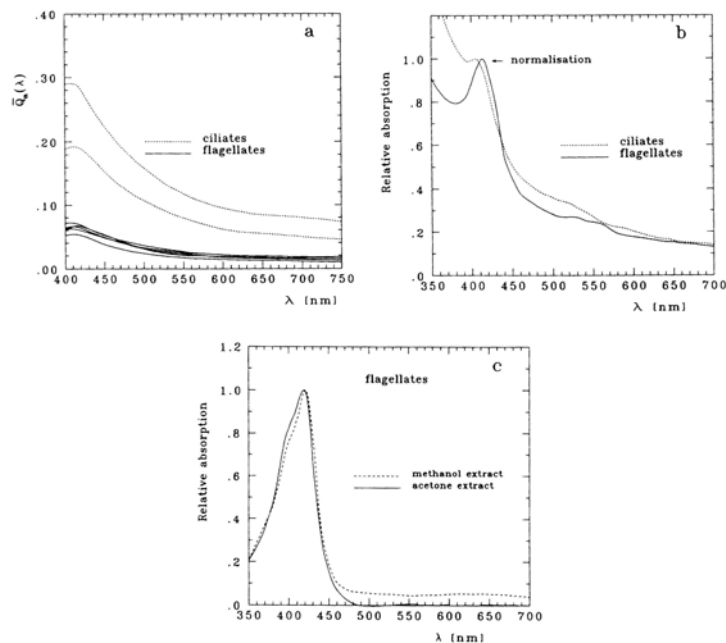 a
.40
.30
.20
.10
.00
Q̄a(λ)
ciliates
flagellates
400 450 500 550 600 650 700 750
λ [nm]
b
1.0
.8
.6
.4
.2
.0
Relative absorption
normalisation
ciliates
flagellates
350 400 450 500 550 600 650 700
λ [nm]
c
1.2
1.0
.8
.6
.4
.2
.0
Relative absorption
flagellates
methanol extract
acetone extract
350 400 450 500 550 600 650 700
λ [nm]